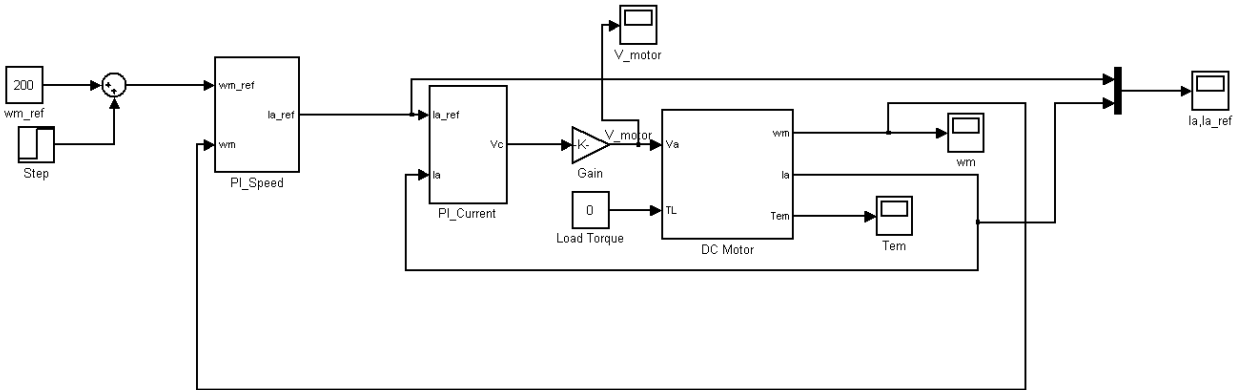 V_motor
200
wm_ref
Step
wm_ref
wm
Ia_ref
PI_Speed
Ia_ref
Ia
Vc
PI_Current
-K-
Gain
V_motor
0
Load Torque
Va
TL
wm
Ia
Tem
DC Motor
wm
Tem
Ia,Ia_ref